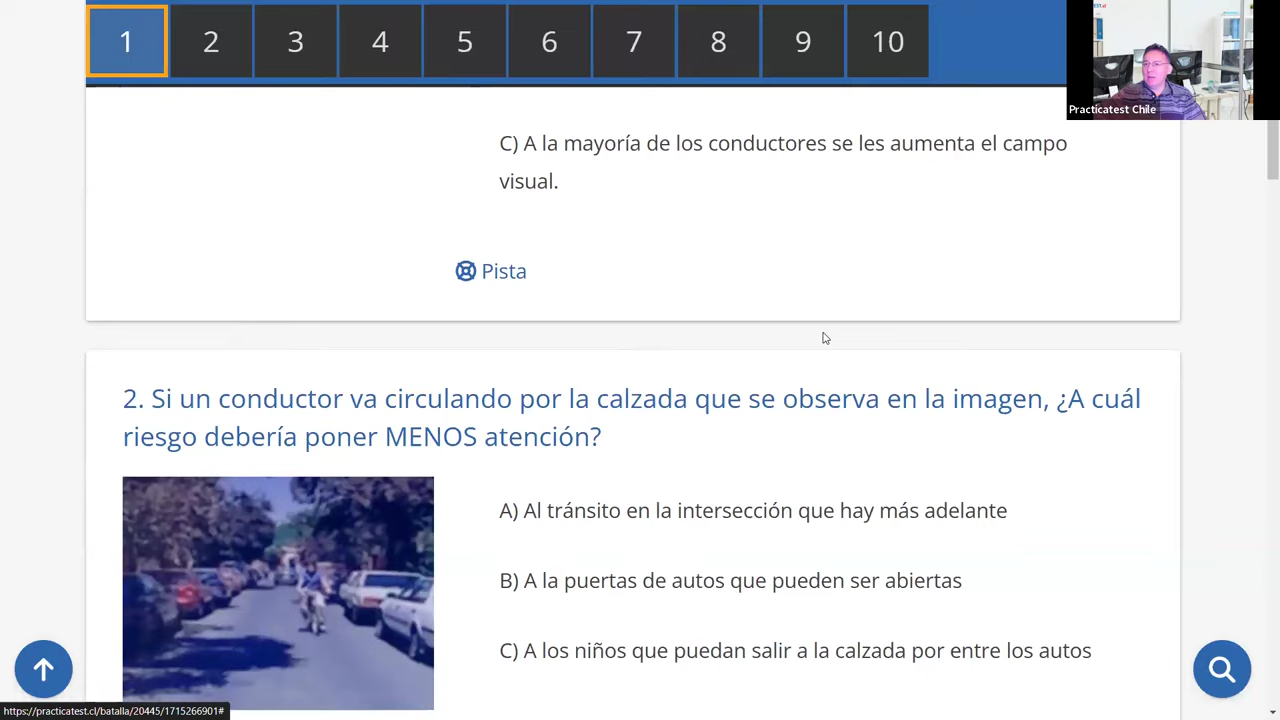 1 2 3 4 5 6 7 8 9 10
Practicatest Chile
C) A la mayoría de los conductores se les aumenta el campo
visual.
Pista
2. Si un conductor va circulando por la calzada que se observa en la imagen, ¿A cuál
riesgo debería poner MENOS atención?
A) Al tránsito en la intersección que hay más adelante
B) A la puertas de autos que pueden ser abiertas
C) A los niños que puedan salir a la calzada por entre los autos
https://practicatest.cl/batalla/20445/1715266901#